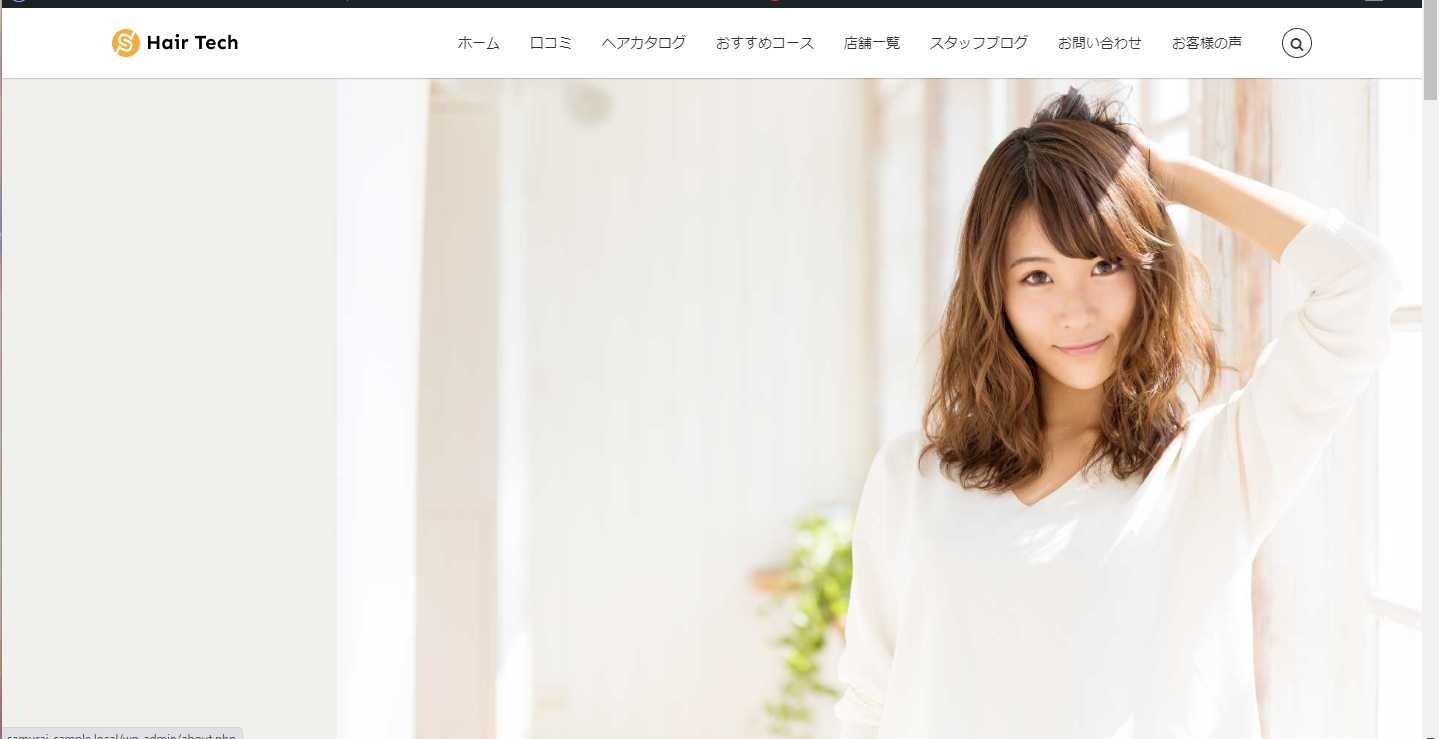 Hair Tech
ホーム 口コミ ヘアカタログ おすすめコース 店舗一覧 スタッフブログ お問い合わせ お客様の声
samurai-sample.local/wp-admin/about.php